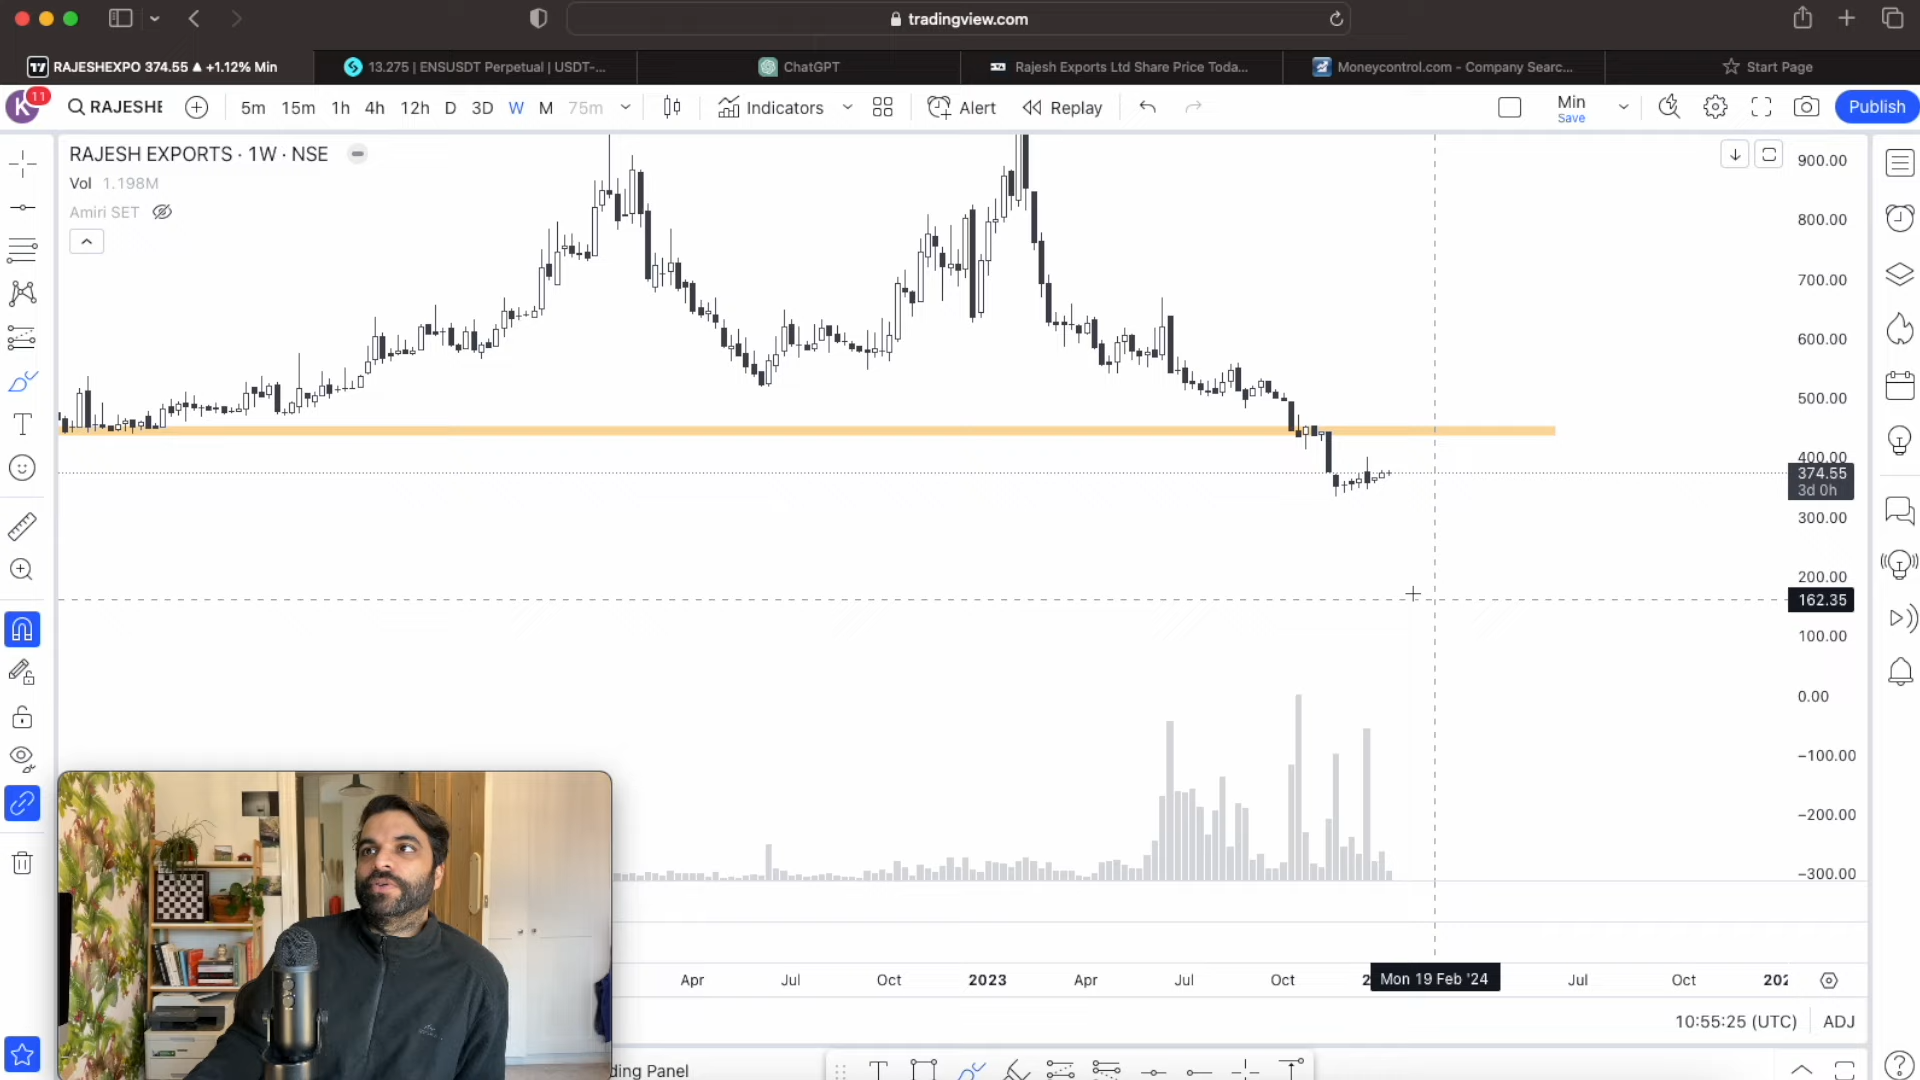 tradingview.com
RAJESHEXPO 374.55 ▲ +1.12% Min
13.275 | ENSUSDT Perpetual | USDT-...
ChatGPT
Rajesh Exports Ltd Share Price Toda...
Moneycontrol.com - Company Searc...
Start Page
K 11
RAJESHE
5m 15m 1h 4h 12h D 3D W M 75m
Indicators
Alert
Replay
Min
Save
Publish
RAJESH EXPORTS · 1W · NSE
Vol 1.198M
Amiri SET
900.00
800.00
700.00
600.00
500.00
400.00
374.55
3d 0h
300.00
200.00
162.35
100.00
0.00
−100.00
−200.00
−300.00
Apr Jul Oct 2023 Apr Jul Oct 2 Mon 19 Feb '24 Jul Oct 202
10:55:25 (UTC) ADJ
ding Panel